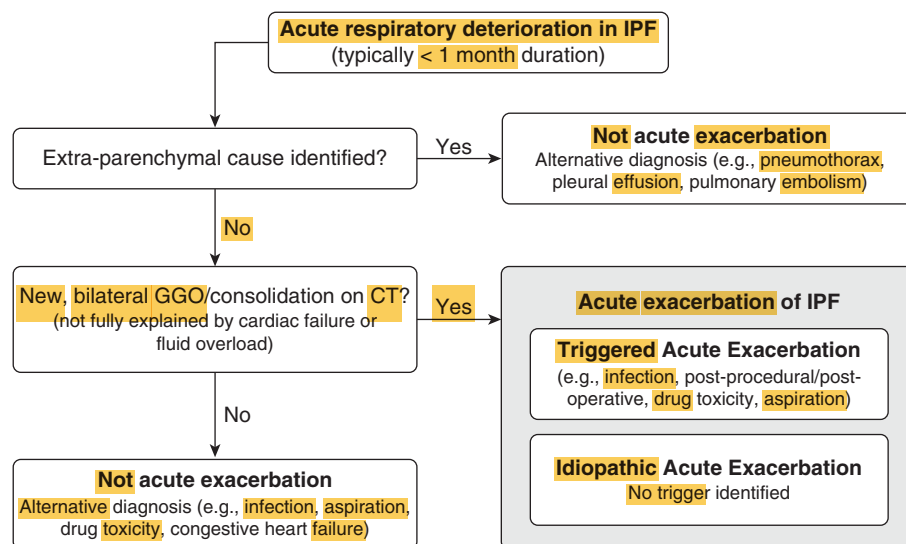 Acute respiratory deterioration in IPF
(typically < 1 month duration)
Extra-parenchymal cause identified?
Yes
Not acute exacerbation
Alternative diagnosis (e.g., pneumothorax,
pleural effusion, pulmonary embolism)
No
New, bilateral GGO/consolidation on CT?
(not fully explained by cardiac failure or
fluid overload)
Yes
Acute exacerbation of IPF
Triggered Acute Exacerbation
(e.g., infection, post-procedural/post-
operative, drug toxicity, aspiration)
Idiopathic Acute Exacerbation
No trigger identified
No
Not acute exacerbation
Alternative diagnosis (e.g., infection, aspiration,
drug toxicity, congestive heart failure)